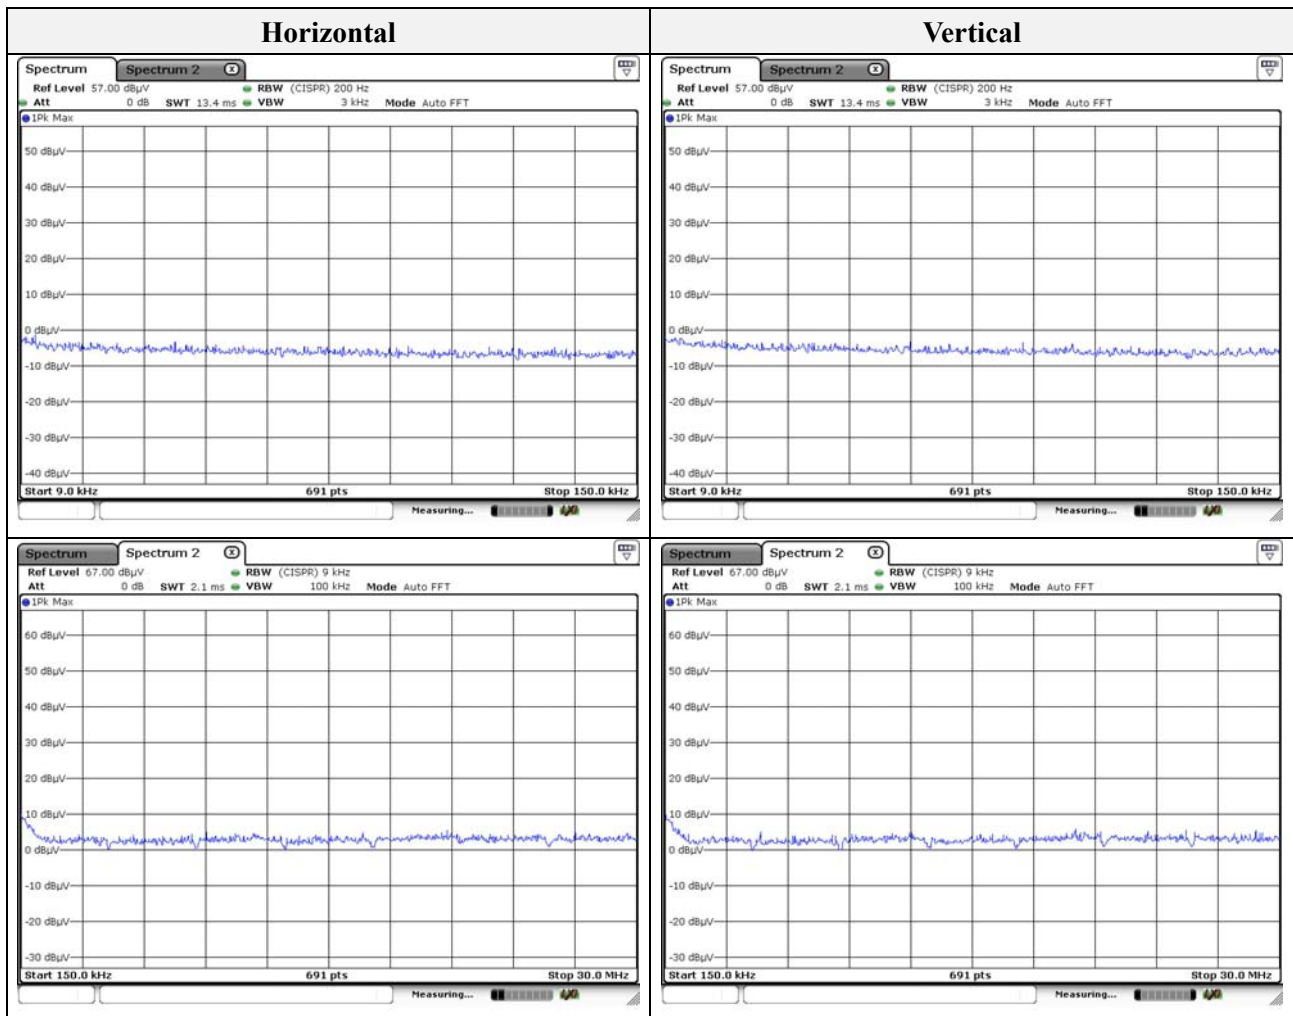 Horizontal Vertical
Spectrum Spectrum 2
Ref Level 57.00 dBµV RBW (CISPR) 200 Hz
Att 0 dB SWT 13.4 ms VBW 3 kHz Mode Auto FFT
1Pk Max
50 dBµV
40 dBµV
30 dBµV
20 dBµV
10 dBµV
0 dBµV
-10 dBµV
-20 dBµV
-30 dBµV
-40 dBµV
Start 9.0 kHz 691 pts Stop 150.0 kHz
Measuring...
Spectrum Spectrum 2
Ref Level 57.00 dBµV RBW (CISPR) 200 Hz
Att 0 dB SWT 13.4 ms VBW 3 kHz Mode Auto FFT
1Pk Max
50 dBµV
40 dBµV
30 dBµV
20 dBµV
10 dBµV
0 dBµV
-10 dBµV
-20 dBµV
-30 dBµV
-40 dBµV
Start 9.0 kHz 691 pts Stop 150.0 kHz
Measuring...
Spectrum Spectrum 2
Ref Level 67.00 dBµV RBW (CISPR) 9 kHz
Att 0 dB SWT 2.1 ms VBW 100 kHz Mode Auto FFT
1Pk Max
60 dBµV
50 dBµV
40 dBµV
30 dBµV
20 dBµV
10 dBµV
0 dBµV
-10 dBµV
-20 dBµV
-30 dBµV
Start 150.0 kHz 691 pts Stop 30.0 MHz
Measuring...
Spectrum Spectrum 2
Ref Level 67.00 dBµV RBW (CISPR) 9 kHz
Att 0 dB SWT 2.1 ms VBW 100 kHz Mode Auto FFT
1Pk Max
60 dBµV
50 dBµV
40 dBµV
30 dBµV
20 dBµV
10 dBµV
0 dBµV
-10 dBµV
-20 dBµV
-30 dBµV
Start 150.0 kHz 691 pts Stop 30.0 MHz
Measuring...